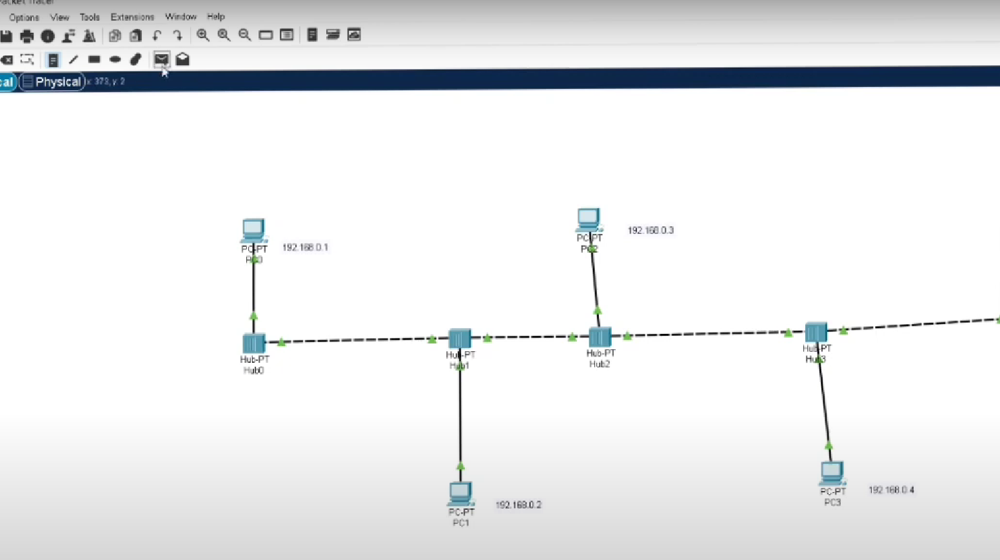 Packet Tracer
Options View Tools Extensions Window Help
cal Physical x: 373, y: 2
PC-PT
PC0
192.168.0.1
PC-PT
PC2
192.168.0.3
Hub-PT
Hub0
Hub-PT
Hub1
Hub-PT
Hub2
Hub-PT
Hub3
PC-PT
PC1
192.168.0.2
PC-PT
PC3
192.168.0.4